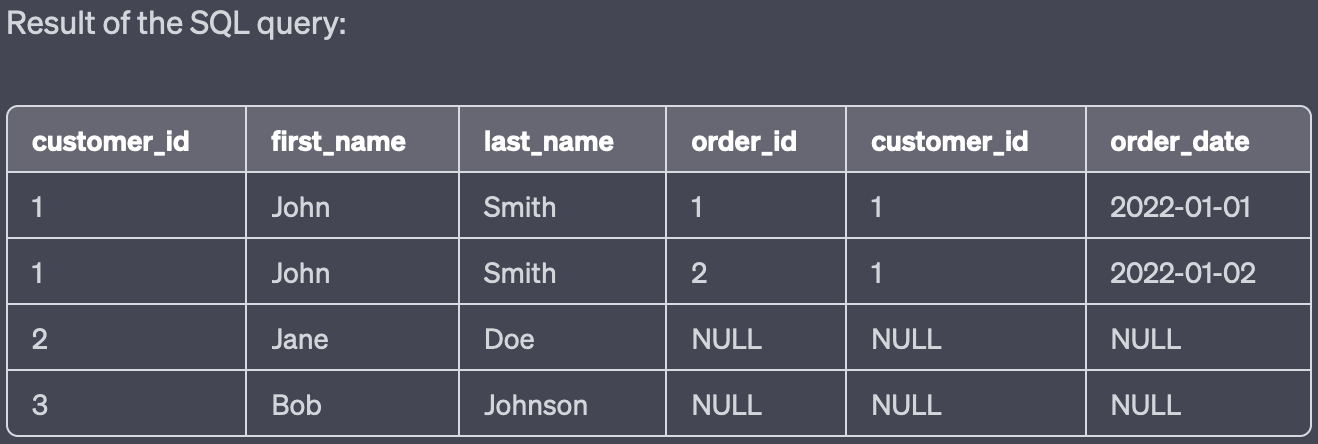 Result of the SQL query:
customer_id first_name last_name order_id customer_id order_date
1 John Smith 1 1 2022-01-01
1 John Smith 2 1 2022-01-02
2 Jane Doe NULL NULL NULL
3 Bob Johnson NULL NULL NULL